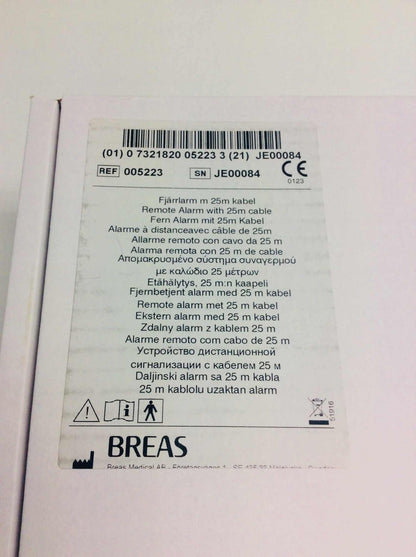 (01) 0 7321820 05223 3 (21) JE00084
REF 005223 SN JE00084 CE
0123
Fjärrlarm m 25m kabel
Remote Alarm with 25m cable
Fern Alarm mit 25m Kabel
Alarme à distanceavec câble de 25m
Allarme remoto con cavo da 25 m
Alarma remota con 25 m de cable
Απομακρυσμένο σύστημα συναγερμού
με καλώδιο 25 μέτρων
Etähälytys, 25 m:n kaapeli
Fjernbetjent alarm med 25 m kabel
Remote alarm met 25 m kabel
Ekstern alarm med 25 m kabel
Zdalny alarm z kablem 25 m
Alarme remoto com cabo de 25 m
Устройство дистанционной
сигнализации с кабелем 25 м
Daljinski alarm sa 25 m kabla
25 m kablolu uzaktan alarm
51916
BREAS
Breas Medical AB